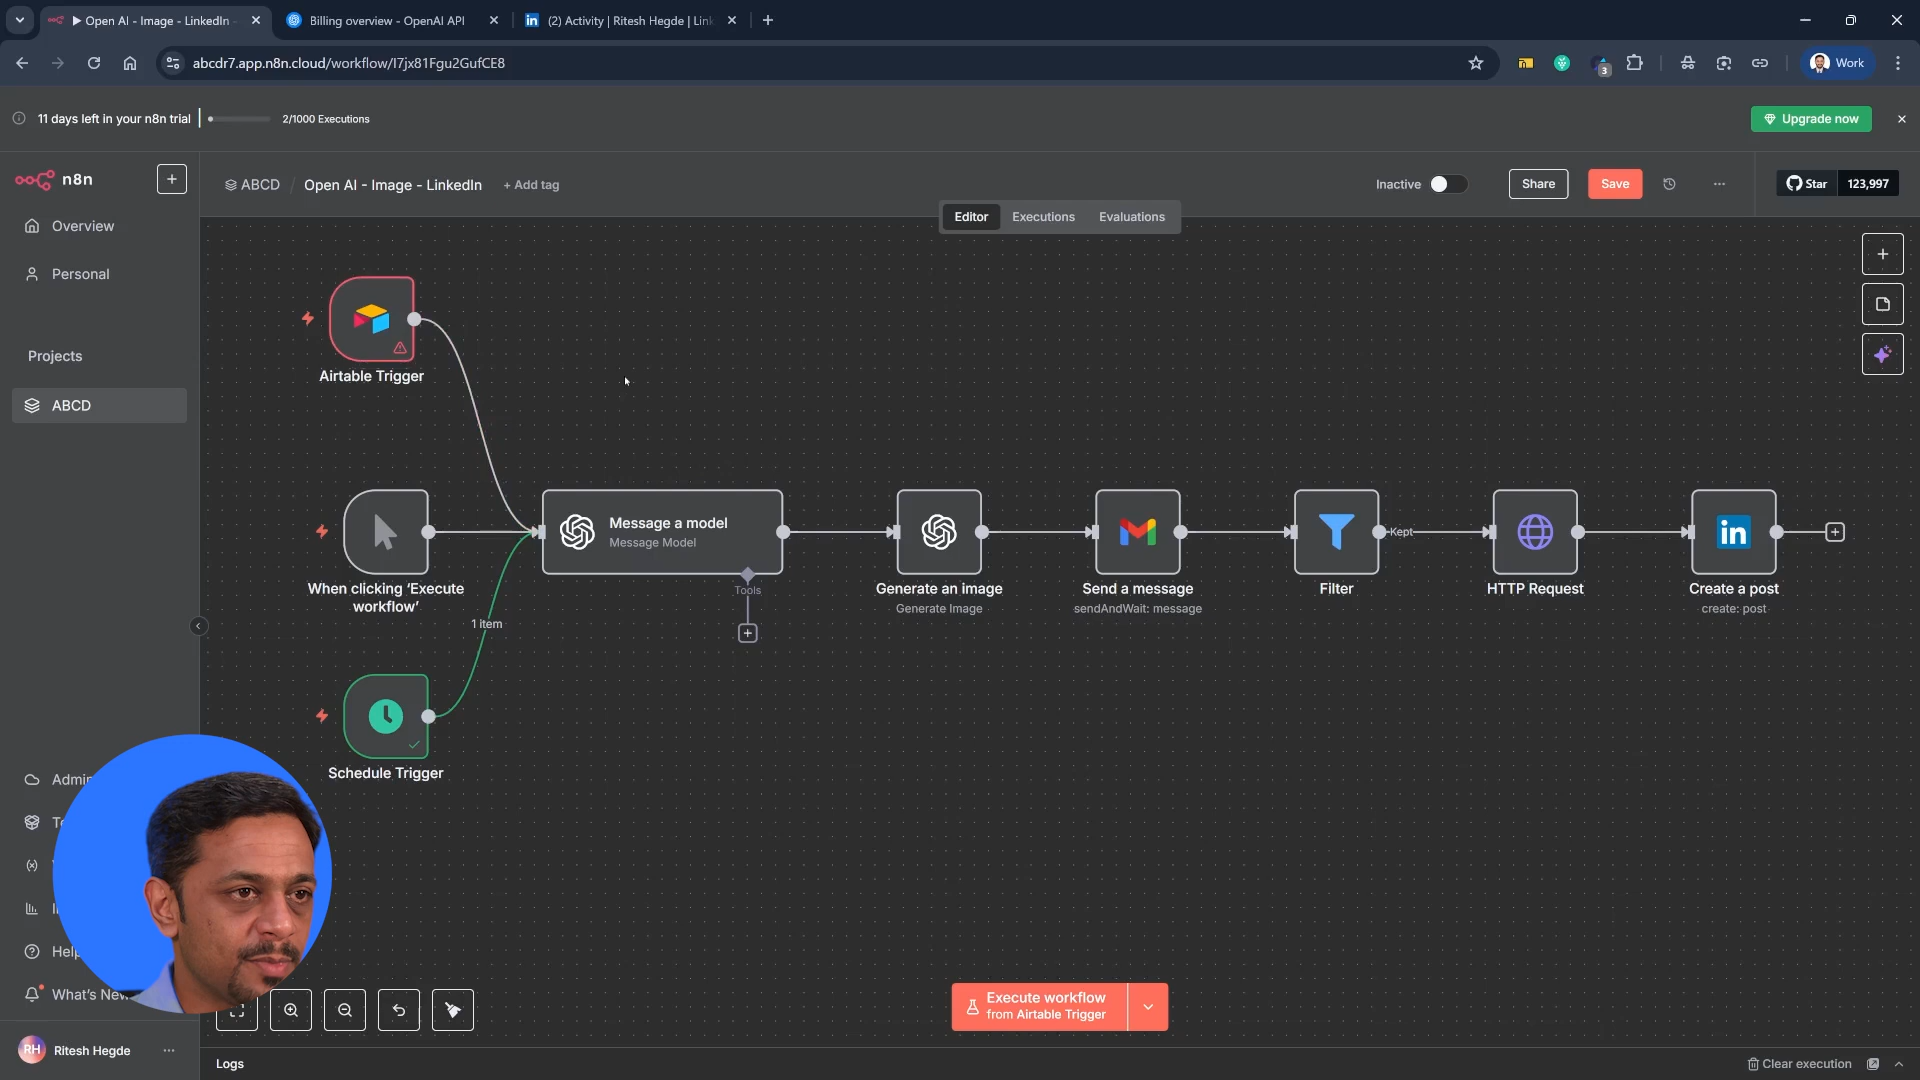 Open AI - Image - LinkedIn -
Billing overview - OpenAI API
(2) Activity | Ritesh Hegde | Link
abcdr7.app.n8n.cloud/workflow/I7jx81Fgu2GufCE8
3
Work
11 days left in your n8n trial
2/1000 Executions
Upgrade now
n8n
ABCD / Open AI - Image - LinkedIn + Add tag
Inactive
Share
Save
Star
123,997
Editor
Executions
Evaluations
Overview
Personal
Projects
ABCD
Airtable Trigger
When clicking ‘Execute
workflow’
1 item
Schedule Trigger
Message a model
Message Model
Tools
Generate an image
Generate Image
Send a message
sendAndWait: message
Filter
Kept
HTTP Request
in
Create a post
create: post
Admin
Help
What's New
RH
Ritesh Hegde
Execute workflow
from Airtable Trigger
Logs
Clear execution